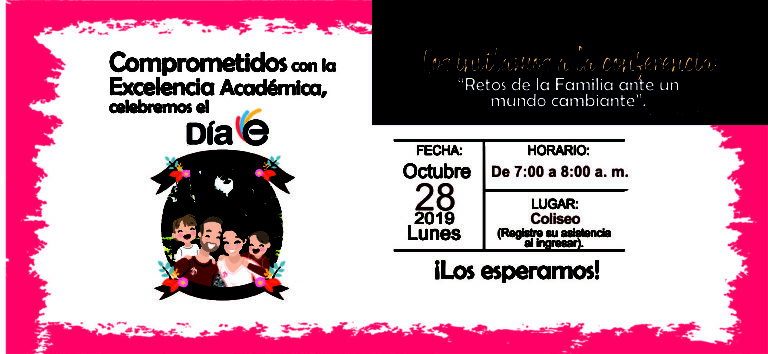 Comprometidos con la
Excelencia Académica,
celebremos el
Día e
Los invitamos a la conferencia
“Retos de la Familia ante un
mundo cambiante”.
FECHA:
Octubre
28
2019
Lunes
HORARIO:
De 7:00 a 8:00 a. m.
LUGAR:
Coliseo
(Registre su asistencia
al ingresar).
¡Los esperamos!